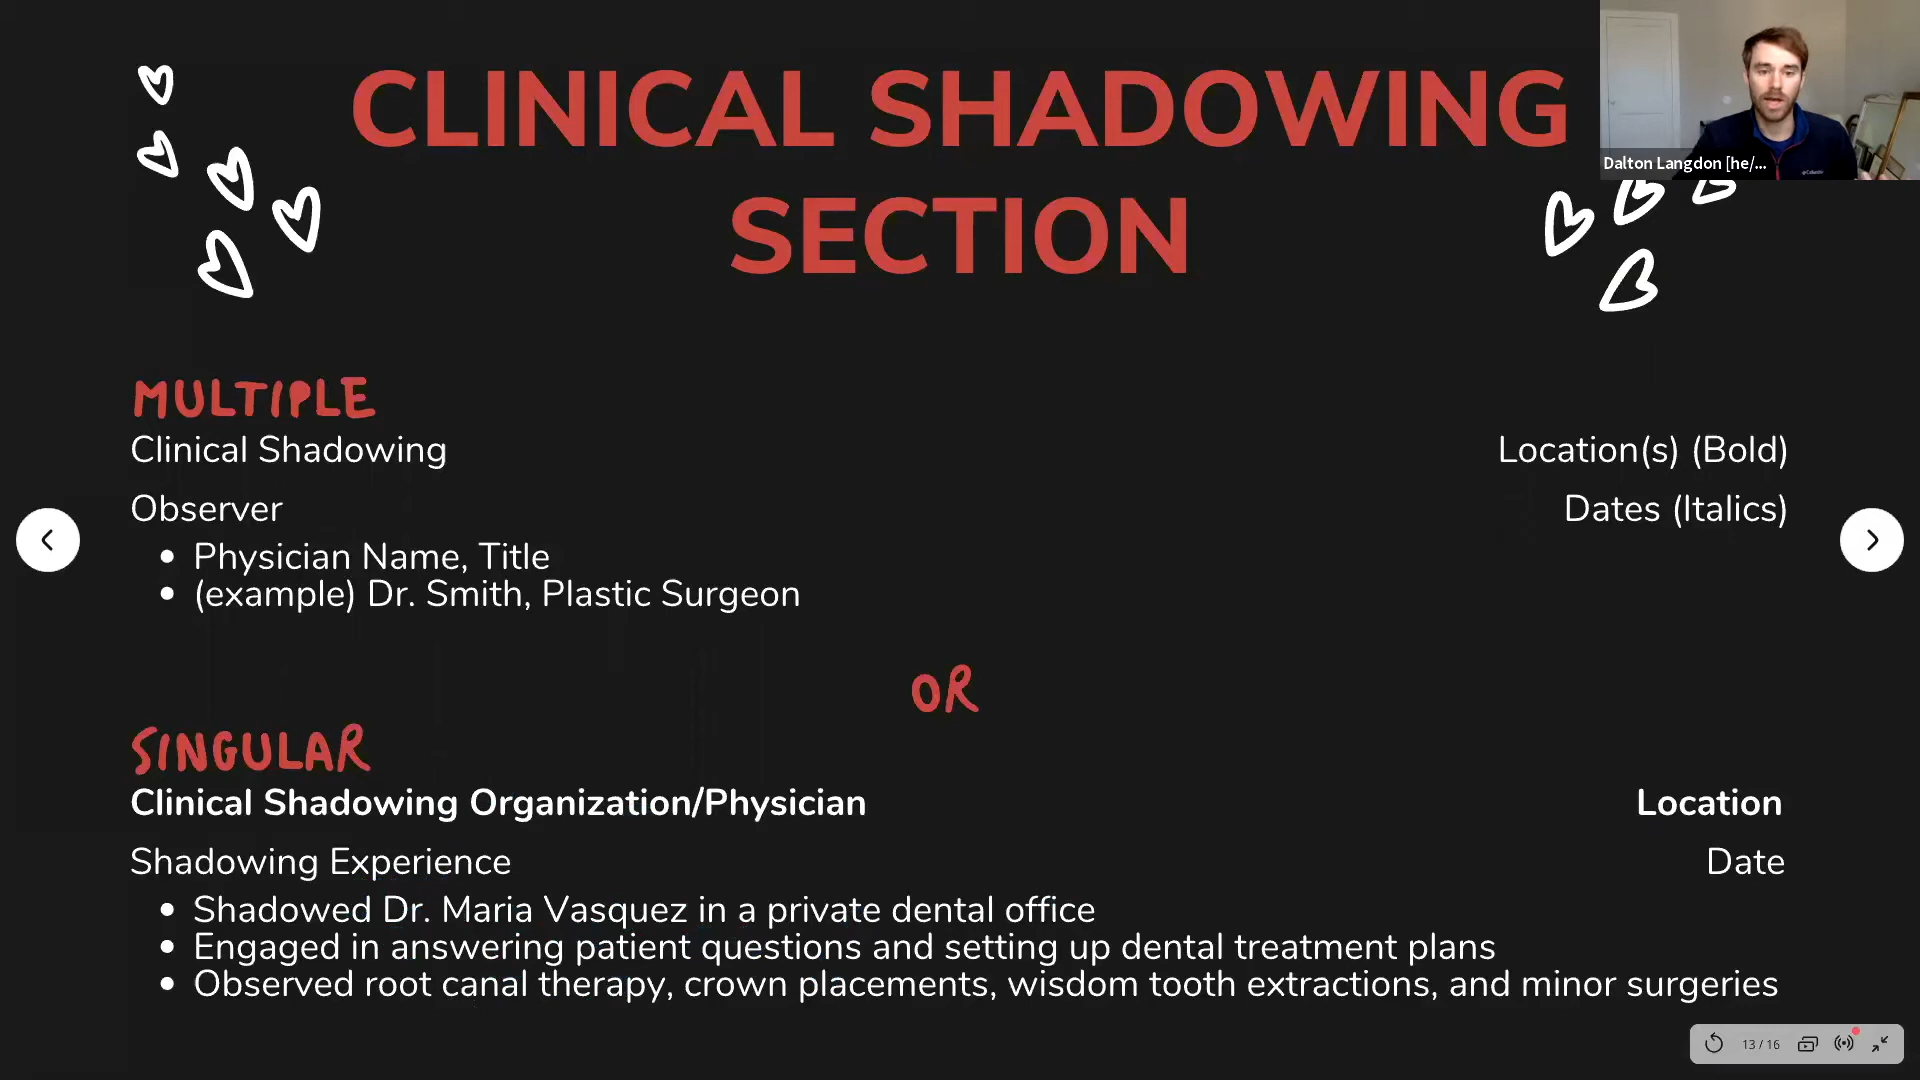 CLINICAL SHADOWING
SECTION
Dalton Langdon [he/...
MULTIPLE
Clinical Shadowing
Location(s) (Bold)
Observer
Dates (Italics)
• Physician Name, Title
• (example) Dr. Smith, Plastic Surgeon
OR
SINGULAR
Clinical Shadowing Organization/Physician
Location
Shadowing Experience
Date
• Shadowed Dr. Maria Vasquez in a private dental office
• Engaged in answering patient questions and setting up dental treatment plans
• Observed root canal therapy, crown placements, wisdom tooth extractions, and minor surgeries
13 / 16